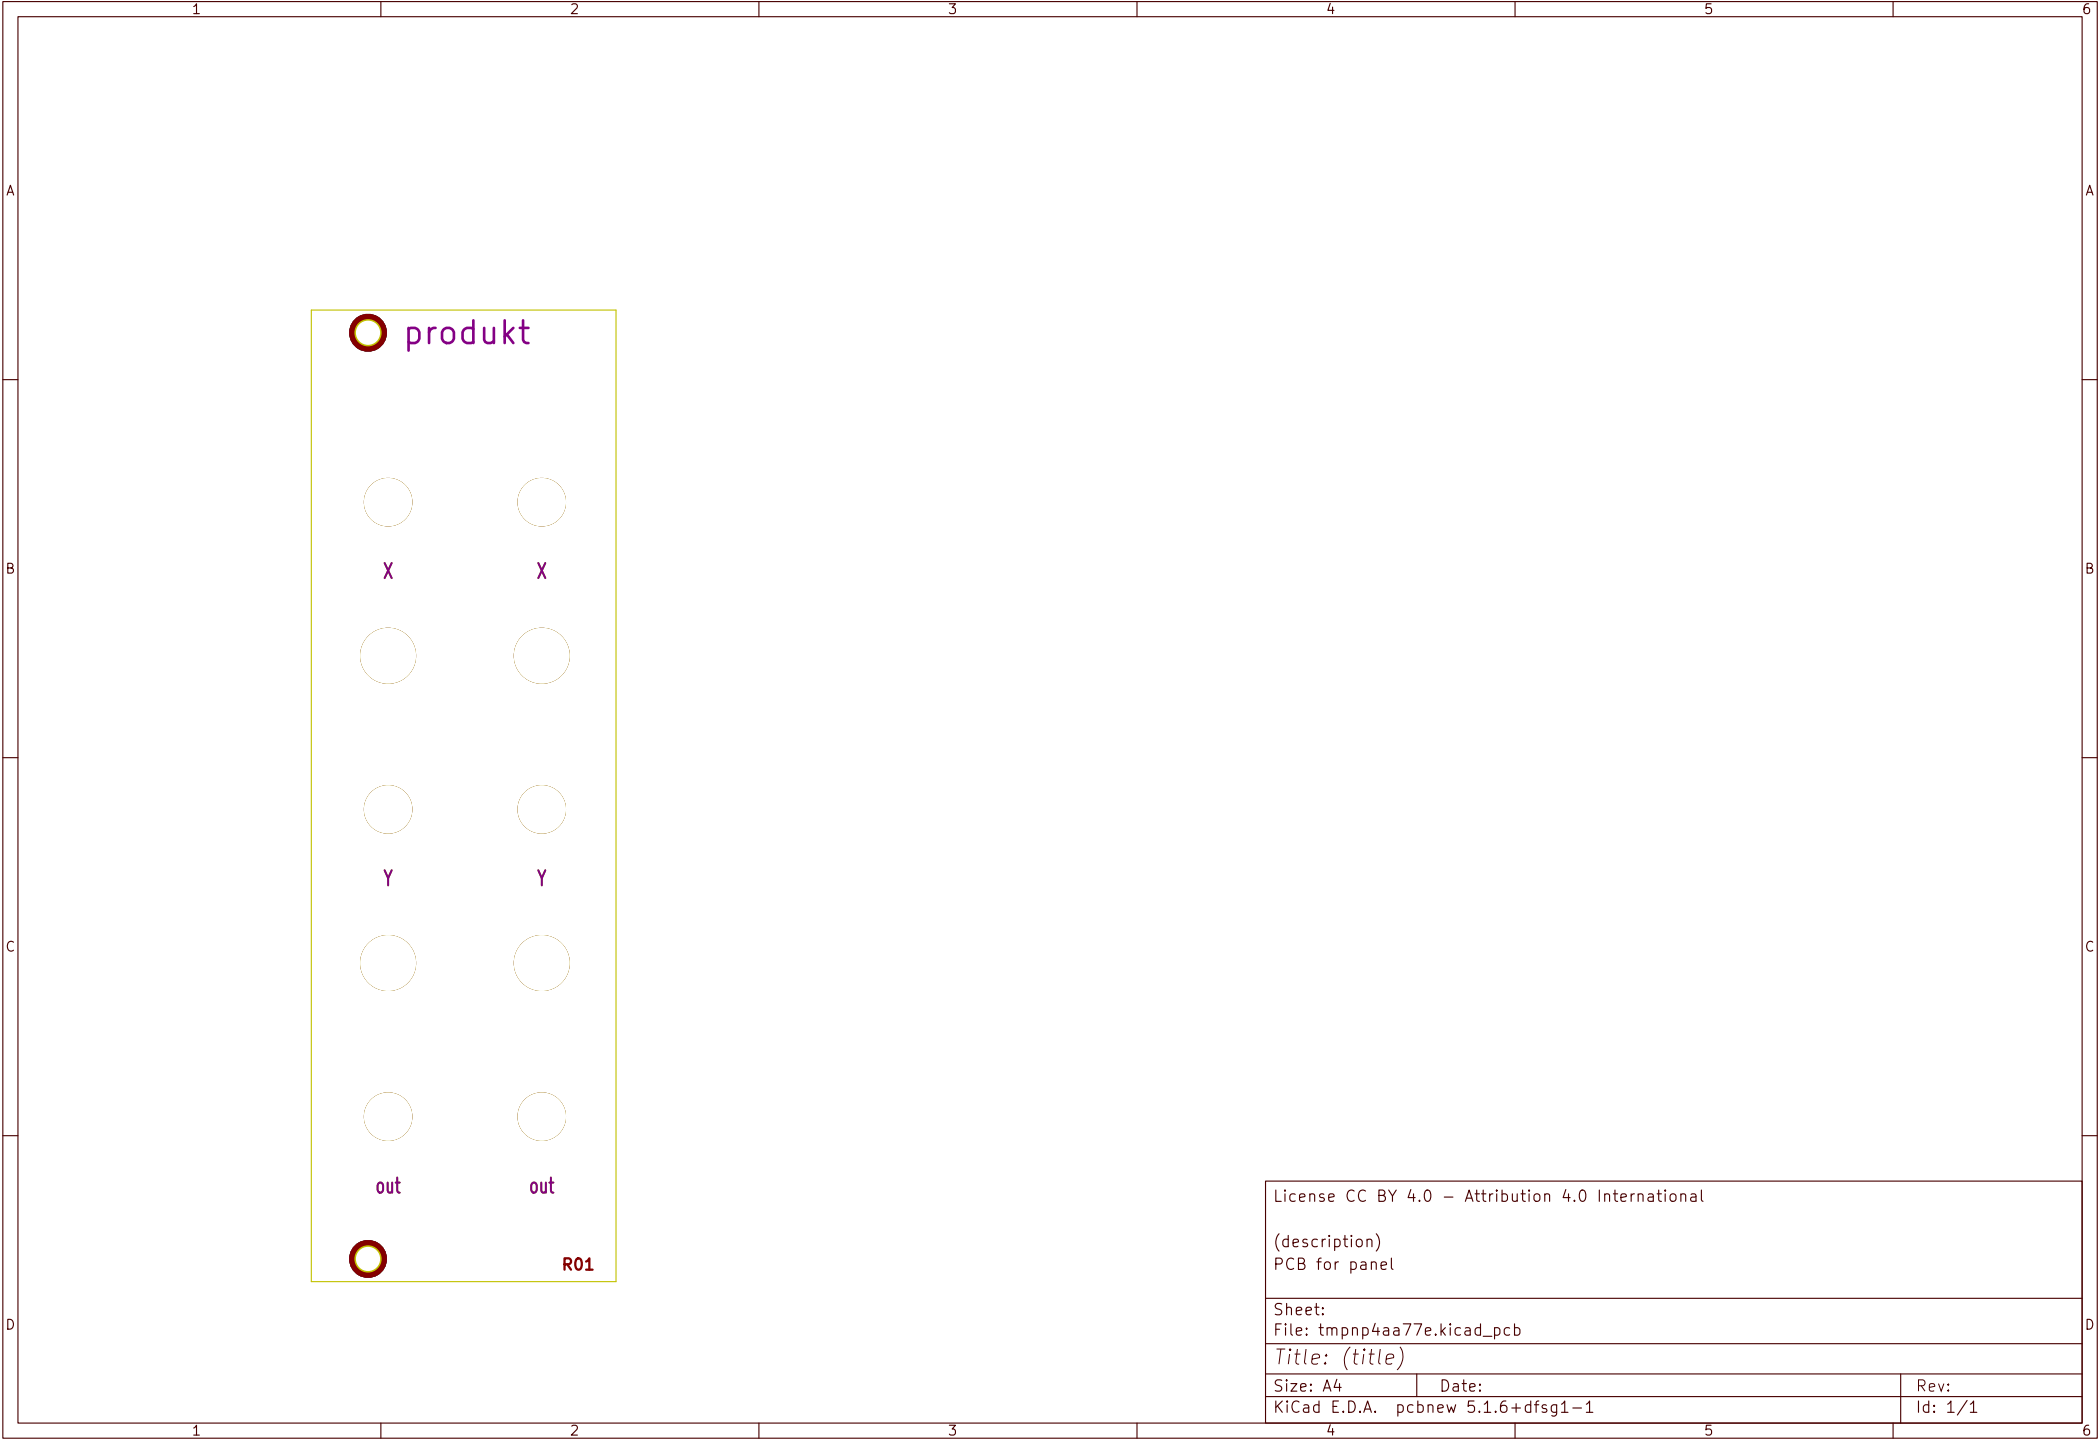 1 2 3 4 5 6
A A
produkt
X X
B B
Y Y
C C
out out
License CC BY 4.0 – Attribution 4.0 International
(description)
PCB for panel
R01
Sheet:
File: tmpnp4aa77e.kicad_pcb
D D
Title: (title)
Size: A4 Date: Rev:
KiCad E.D.A. pcbnew 5.1.6+dfsg1-1 Id: 1/1
1 2 3 4 5 6